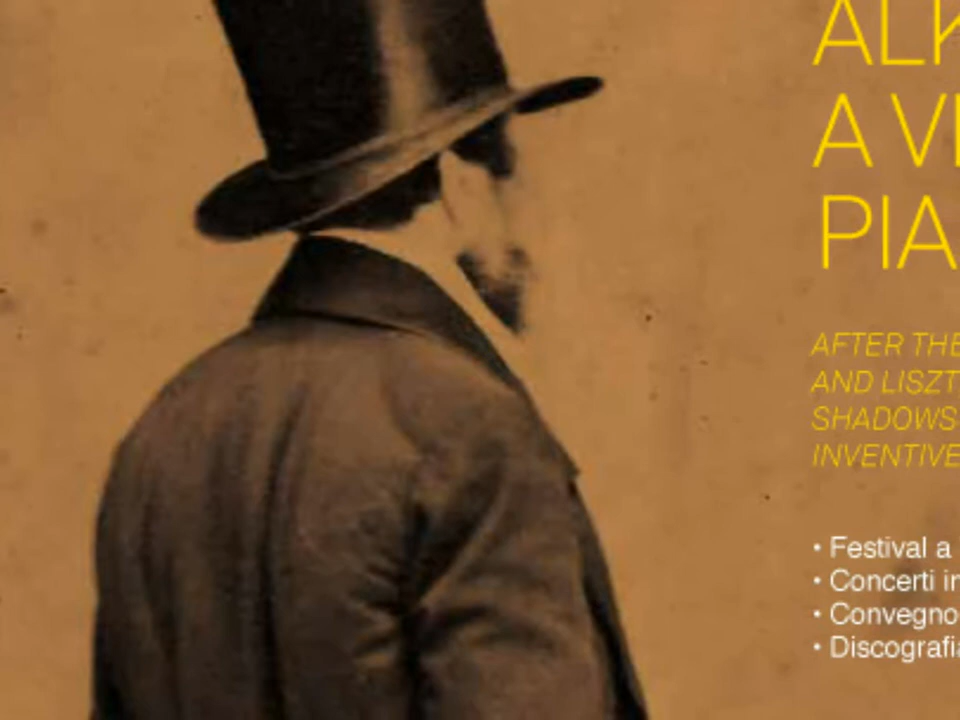 ALK
A VI
PIA
AFTER THE
AND LISZT
SHADOWS
INVENTIVE
• Festival a
• Concerti in
• Convegno
• Discografia